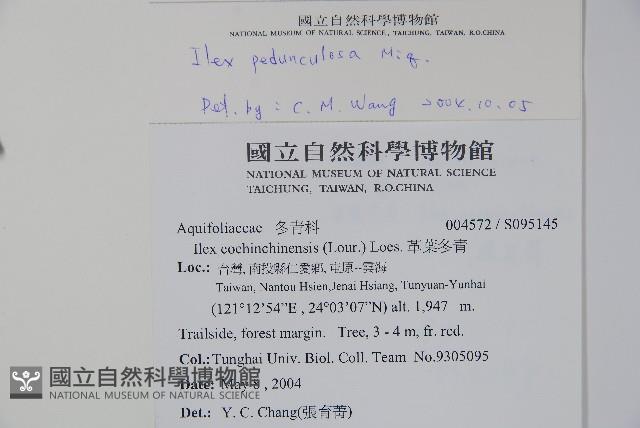 國立自然科學博物館
NATIONAL MUSEUM OF NATURAL SCIENCE, TAICHUNG, TAIWAN, R.O.CHINA
Ilex pedunculosa Miq.
Det. by : C. M. Wang 2004.10.05
國立自然科學博物館
NATIONAL MUSEUM OF NATURAL SCIENCE
TAICHUNG, TAIWAN, R.O.CHINA
Aquifoliaceae 冬青科 004572 / S095145
Ilex cochinchinensis (Lour.) Loes. 革葉冬青
Loc.: 台灣, 南投縣仁愛鄉, 屯原--雲海
Taiwan, Nantou Hsien,Jenai Hsiang, Tunyuan-Yunhai
(121°12'54"E , 24°03'07"N) alt. 1,947 m.
Trailside, forest margin. Tree, 3 - 4 m, fr. red.
Col.: Tunghai Univ. Biol. Coll. Team No.9305095
Date: May 8 , 2004
Det.: Y. C. Chang(張育菁)
國立自然科學博物館
NATIONAL MUSEUM OF NATURAL SCIENCE